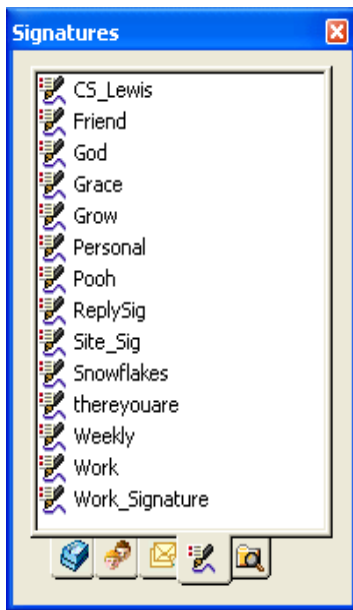 Signatures
CS_Lewis
Friend
God
Grace
Grow
Personal
Pooh
ReplySig
Site_Sig
Snowflakes
thereyouare
Weekly
Work
Work_Signature